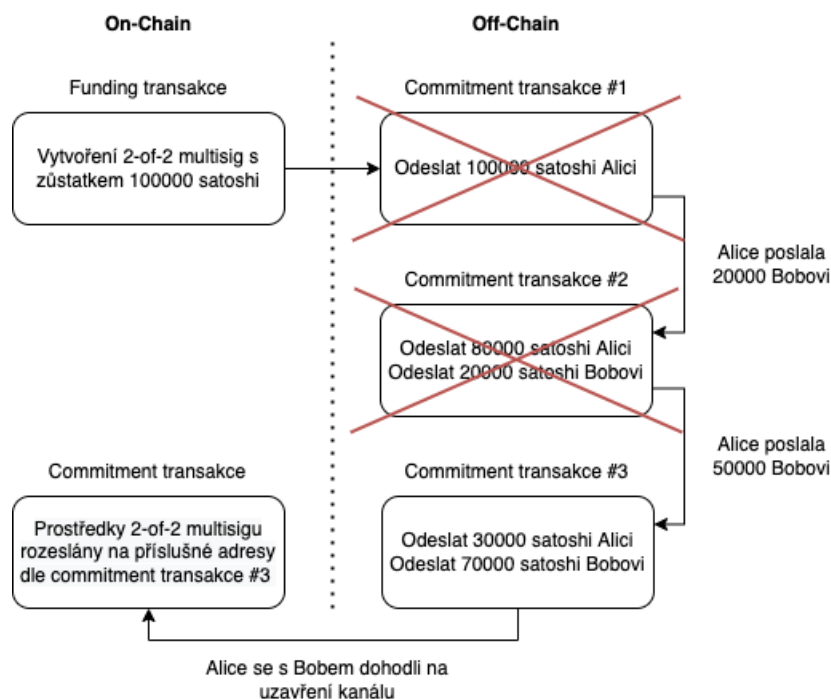 On-Chain
Off-Chain
Funding transakce
Commitment transakce #1
Vytvoření 2-of-2 multisig s
zůstatkem 100000 satoshi
Odeslat 100000 satoshi Alici
Alice poslala
20000 Bobovi
Commitment transakce #2
Odeslat 80000 satoshi Alici
Odeslat 20000 satoshi Bobovi
Alice poslala
50000 Bobovi
Commitment transakce
Commitment transakce #3
Prostředky 2-of-2 multisigu
rozeslány na příslušné adresy
dle commitment transakce #3
Odeslat 30000 satoshi Alici
Odeslat 70000 satoshi Bobovi
Alice se s Bobem dohodli na
uzavření kanálu